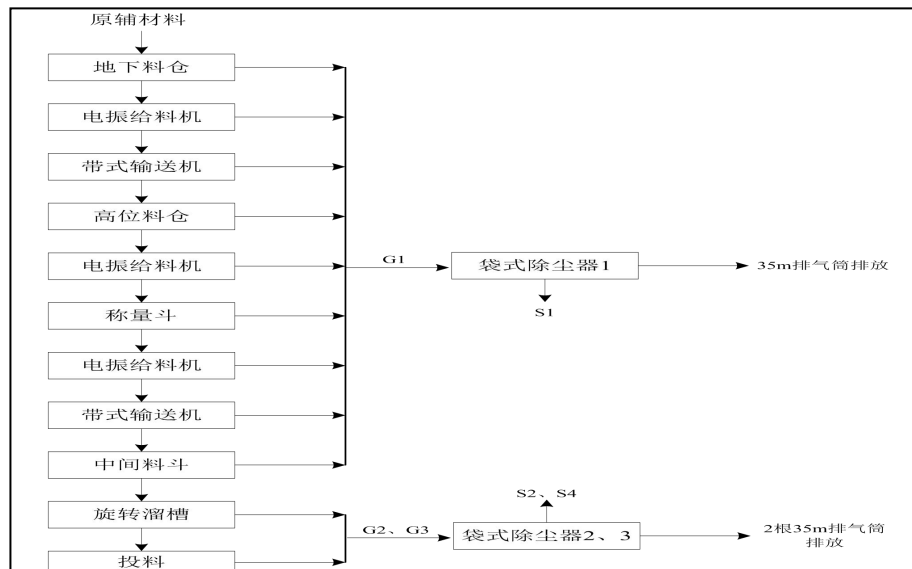 原辅材料
地下料仓
电振给料机
带式输送机
高位料仓
电振给料机
称量斗
电振给料机
带式输送机
中间料斗
旋转溜槽
投料
G1
袋式除尘器1
S1
35m排气筒排放
G2、G3
S2、S4
袋式除尘器2、3
2根35m排气筒
排放